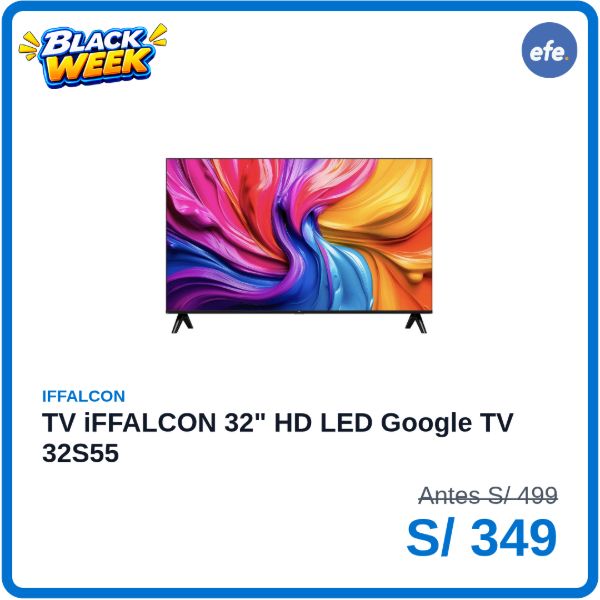 BLACK
WEEK
efe.
IFFALCON
TV iFFALCON 32" HD LED Google TV
32S55
Antes S/ 499
S/ 349